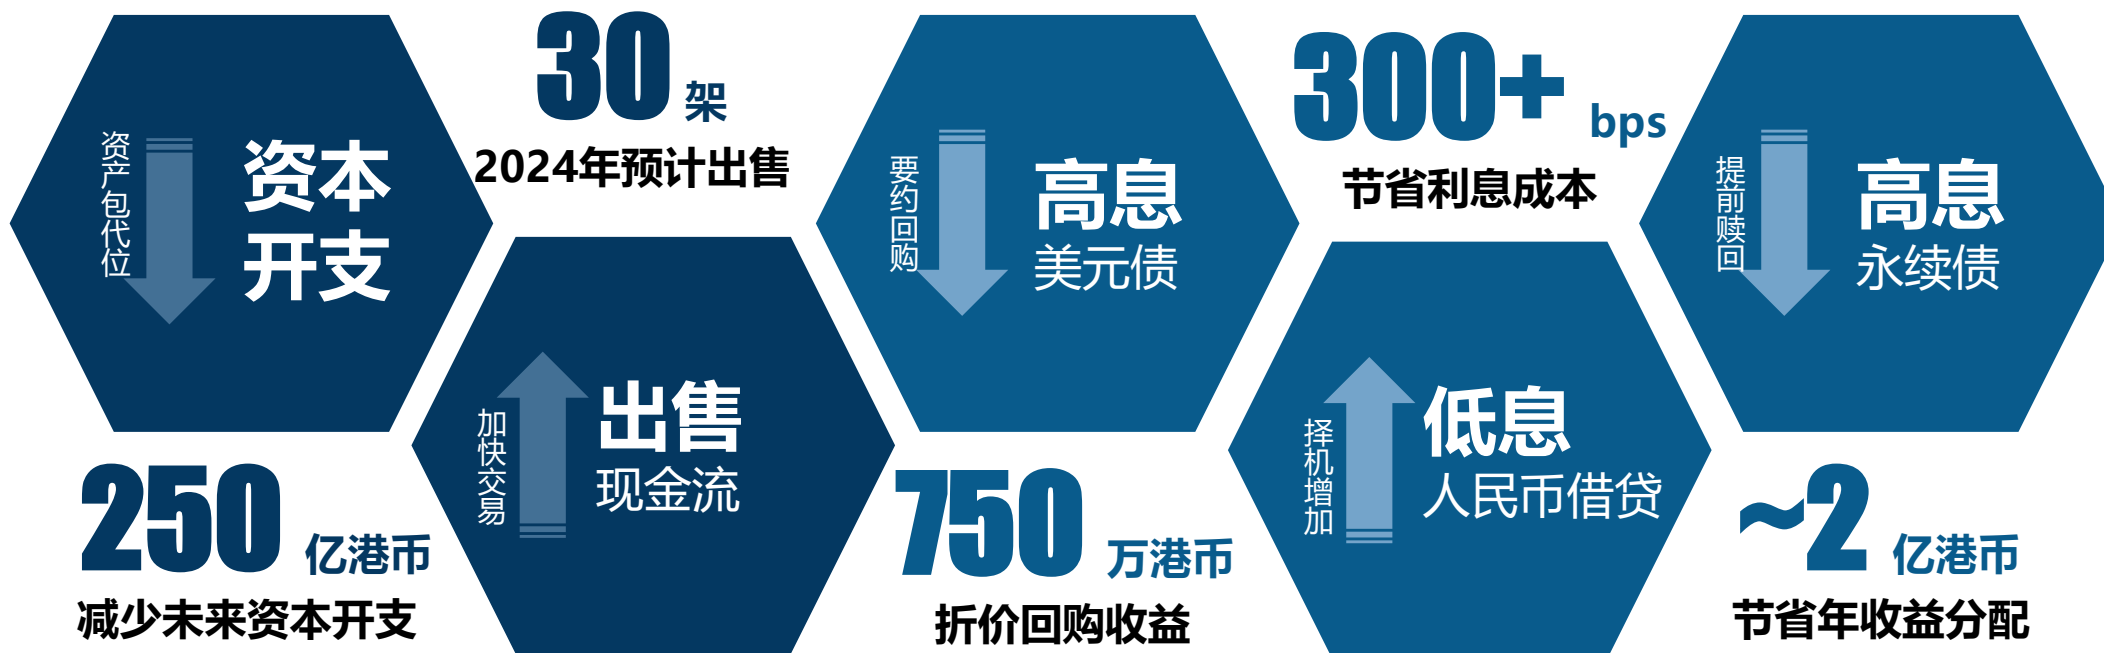 资产包代位
资本
开支
250 亿港币
减少未来资本开支
30 架
2024年预计出售
加快交易
出售
现金流
要约回购
高息
美元债
750 万港币
折价回购收益
300+ bps
节省利息成本
择机增加
低息
人民币借贷
提前赎回
高息
永续债
~2 亿港币
节省年收益分配